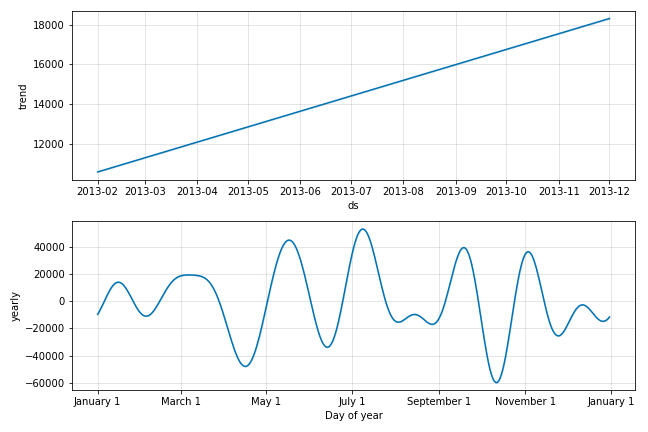 18000
16000
14000
12000
trend
2013-02 2013-03 2013-04 2013-05 2013-06 2013-07 2013-08 2013-09 2013-10 2013-11 2013-12
ds
40000
20000
0
−20000
−40000
−60000
yearly
January 1 March 1 May 1 July 1 September 1 November 1 January 1
Day of year